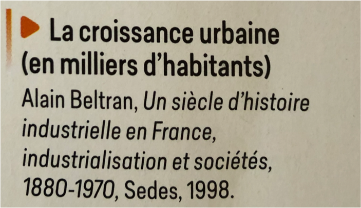 La croissance urbaine
(en milliers d'habitants)
Alain Beltran, Un siècle d'histoire
industrielle en France,
industrialisation et sociétés,
1880-1970, Sedes, 1998.